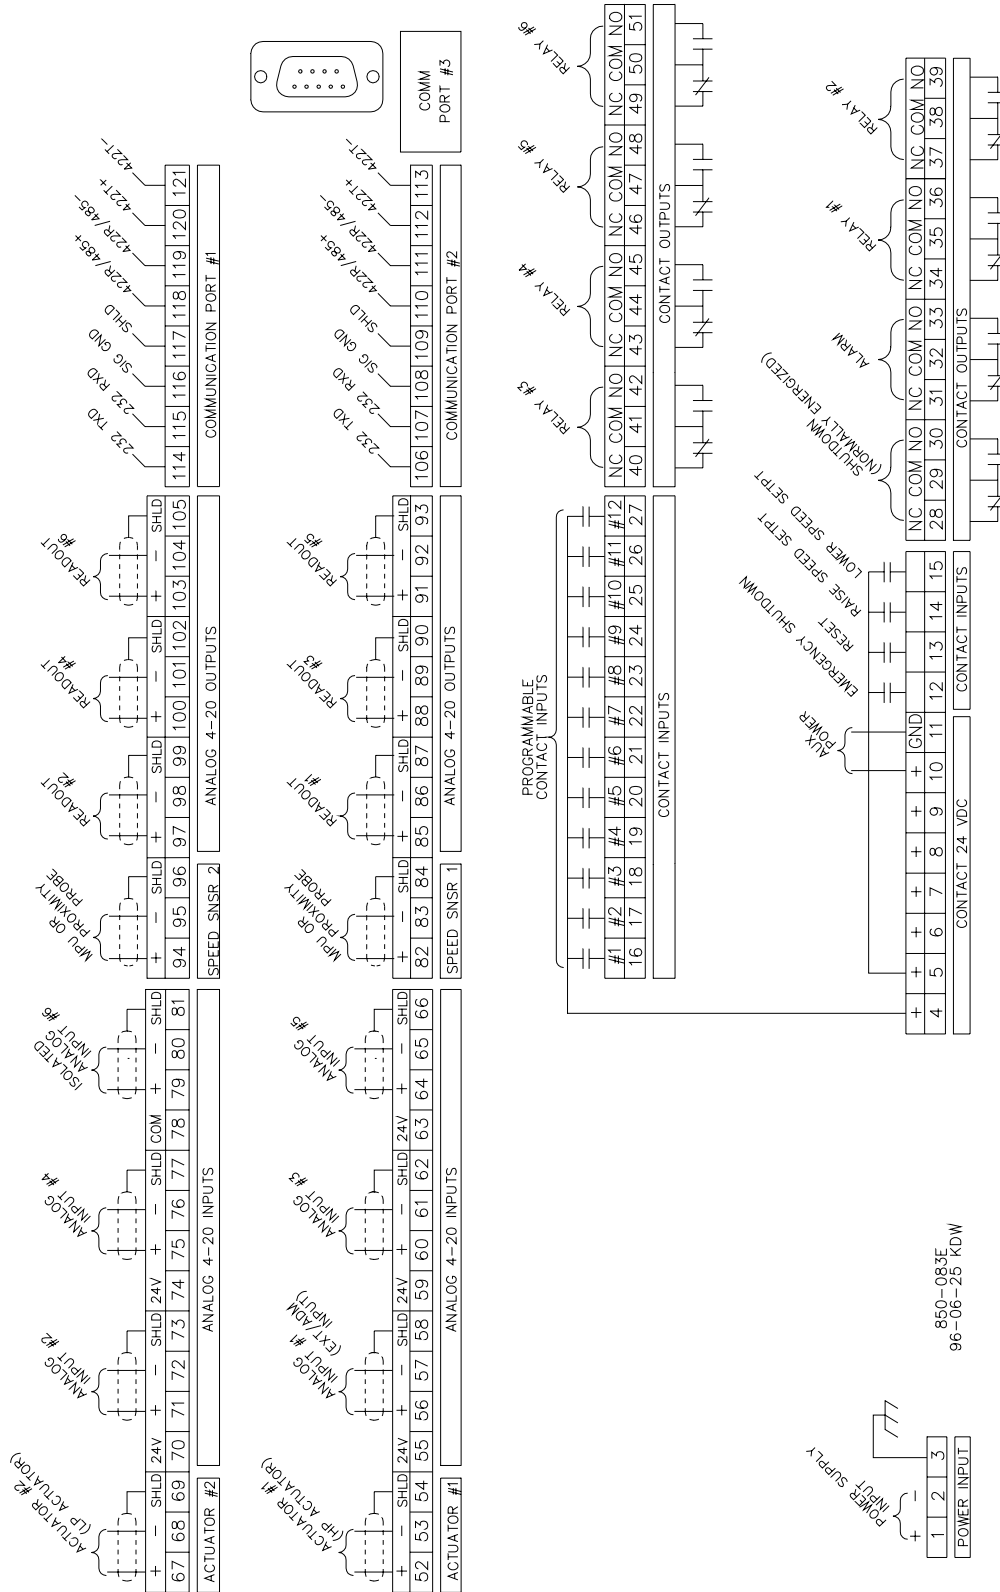 RELAY #6
NC COM NO
49 50 51
RELAY #5
NC COM NO
46 47 48
RELAY #4
NC COM NO
43 44 45
RELAY #3
NC COM NO
40 41 42
CONTACT OUTPUTS
COMM
PORT #3
RELAY #2
NC COM NO
37 38 39
RELAY #1
NC COM NO
34 35 36
ALARM
NC COM NO
31 32 33
SHUTDOWN
(NORMALLY ENERGIZED)
NC COM NO
28 29 30
CONTACT OUTPUTS
232 TXD
232 RXD
SIG GND
SHLD
422R/485+
422R/485-
422T+
422T-
114 115 116 117 118 119 120 121
COMMUNICATION PORT #1
232 TXD
232 RXD
SIG GND
SHLD
422R/485+
422R/485-
422T+
422T-
106 107 108 109 110 111 112 113
COMMUNICATION PORT #2
MPU OR
PROXIMITY
PROBE
READOUT
#2
READOUT
#4
READOUT
#6
+ - SHLD + - SHLD + - SHLD + - SHLD
94 95 96 97 98 99 100 101 102 103 104 105
SPEED SNSR 2
ANALOG 4-20 OUTPUTS
MPU OR
PROXIMITY
PROBE
READOUT
#1
READOUT
#3
READOUT
#5
+ - SHLD + - SHLD + - SHLD + - SHLD
82 83 84 85 86 87 88 89 90 91 92 93
SPEED SNSR 1
ANALOG 4-20 OUTPUTS
PROGRAMMABLE
CONTACT INPUTS
#1 #2 #3 #4 #5 #6 #7 #8 #9 #10 #11 #12
16 17 18 19 20 21 22 23 24 25 26 27
CONTACT INPUTS
AUX
POWER
EMERGENCY SHUTDOWN
RESET
RAISE SPEED SETPT
LOWER SPEED SETPT
+ + + + + + + GND
4 5 6 7 8 9 10 11 12 13 14 15
CONTACT 24 VDC
CONTACT INPUTS
ACTUATOR #2
(LP ACTUATOR)
ANALOG
INPUT #2
ANALOG
INPUT #4
ISOLATED
ANALOG
INPUT #6
+ - SHLD 24V + - SHLD 24V + - SHLD COM + - SHLD
67 68 69 70 71 72 73 74 75 76 77 78 79 80 81
ACTUATOR #2
ANALOG 4-20 INPUTS
ACTUATOR #1
(HP ACTUATOR)
ANALOG
INPUT #1
(EXT/ADM
INPUT)
ANALOG
INPUT #3
ANALOG
INPUT #5
+ - SHLD 24V + - SHLD 24V + - SHLD 24V + - SHLD
52 53 54 55 56 57 58 59 60 61 62 63 64 65 66
ACTUATOR #1
ANALOG 4-20 INPUTS
850-083E
96-06-25 KDW
POWER SUPPLY
INPUT
+ -
1 2 3
POWER INPUT